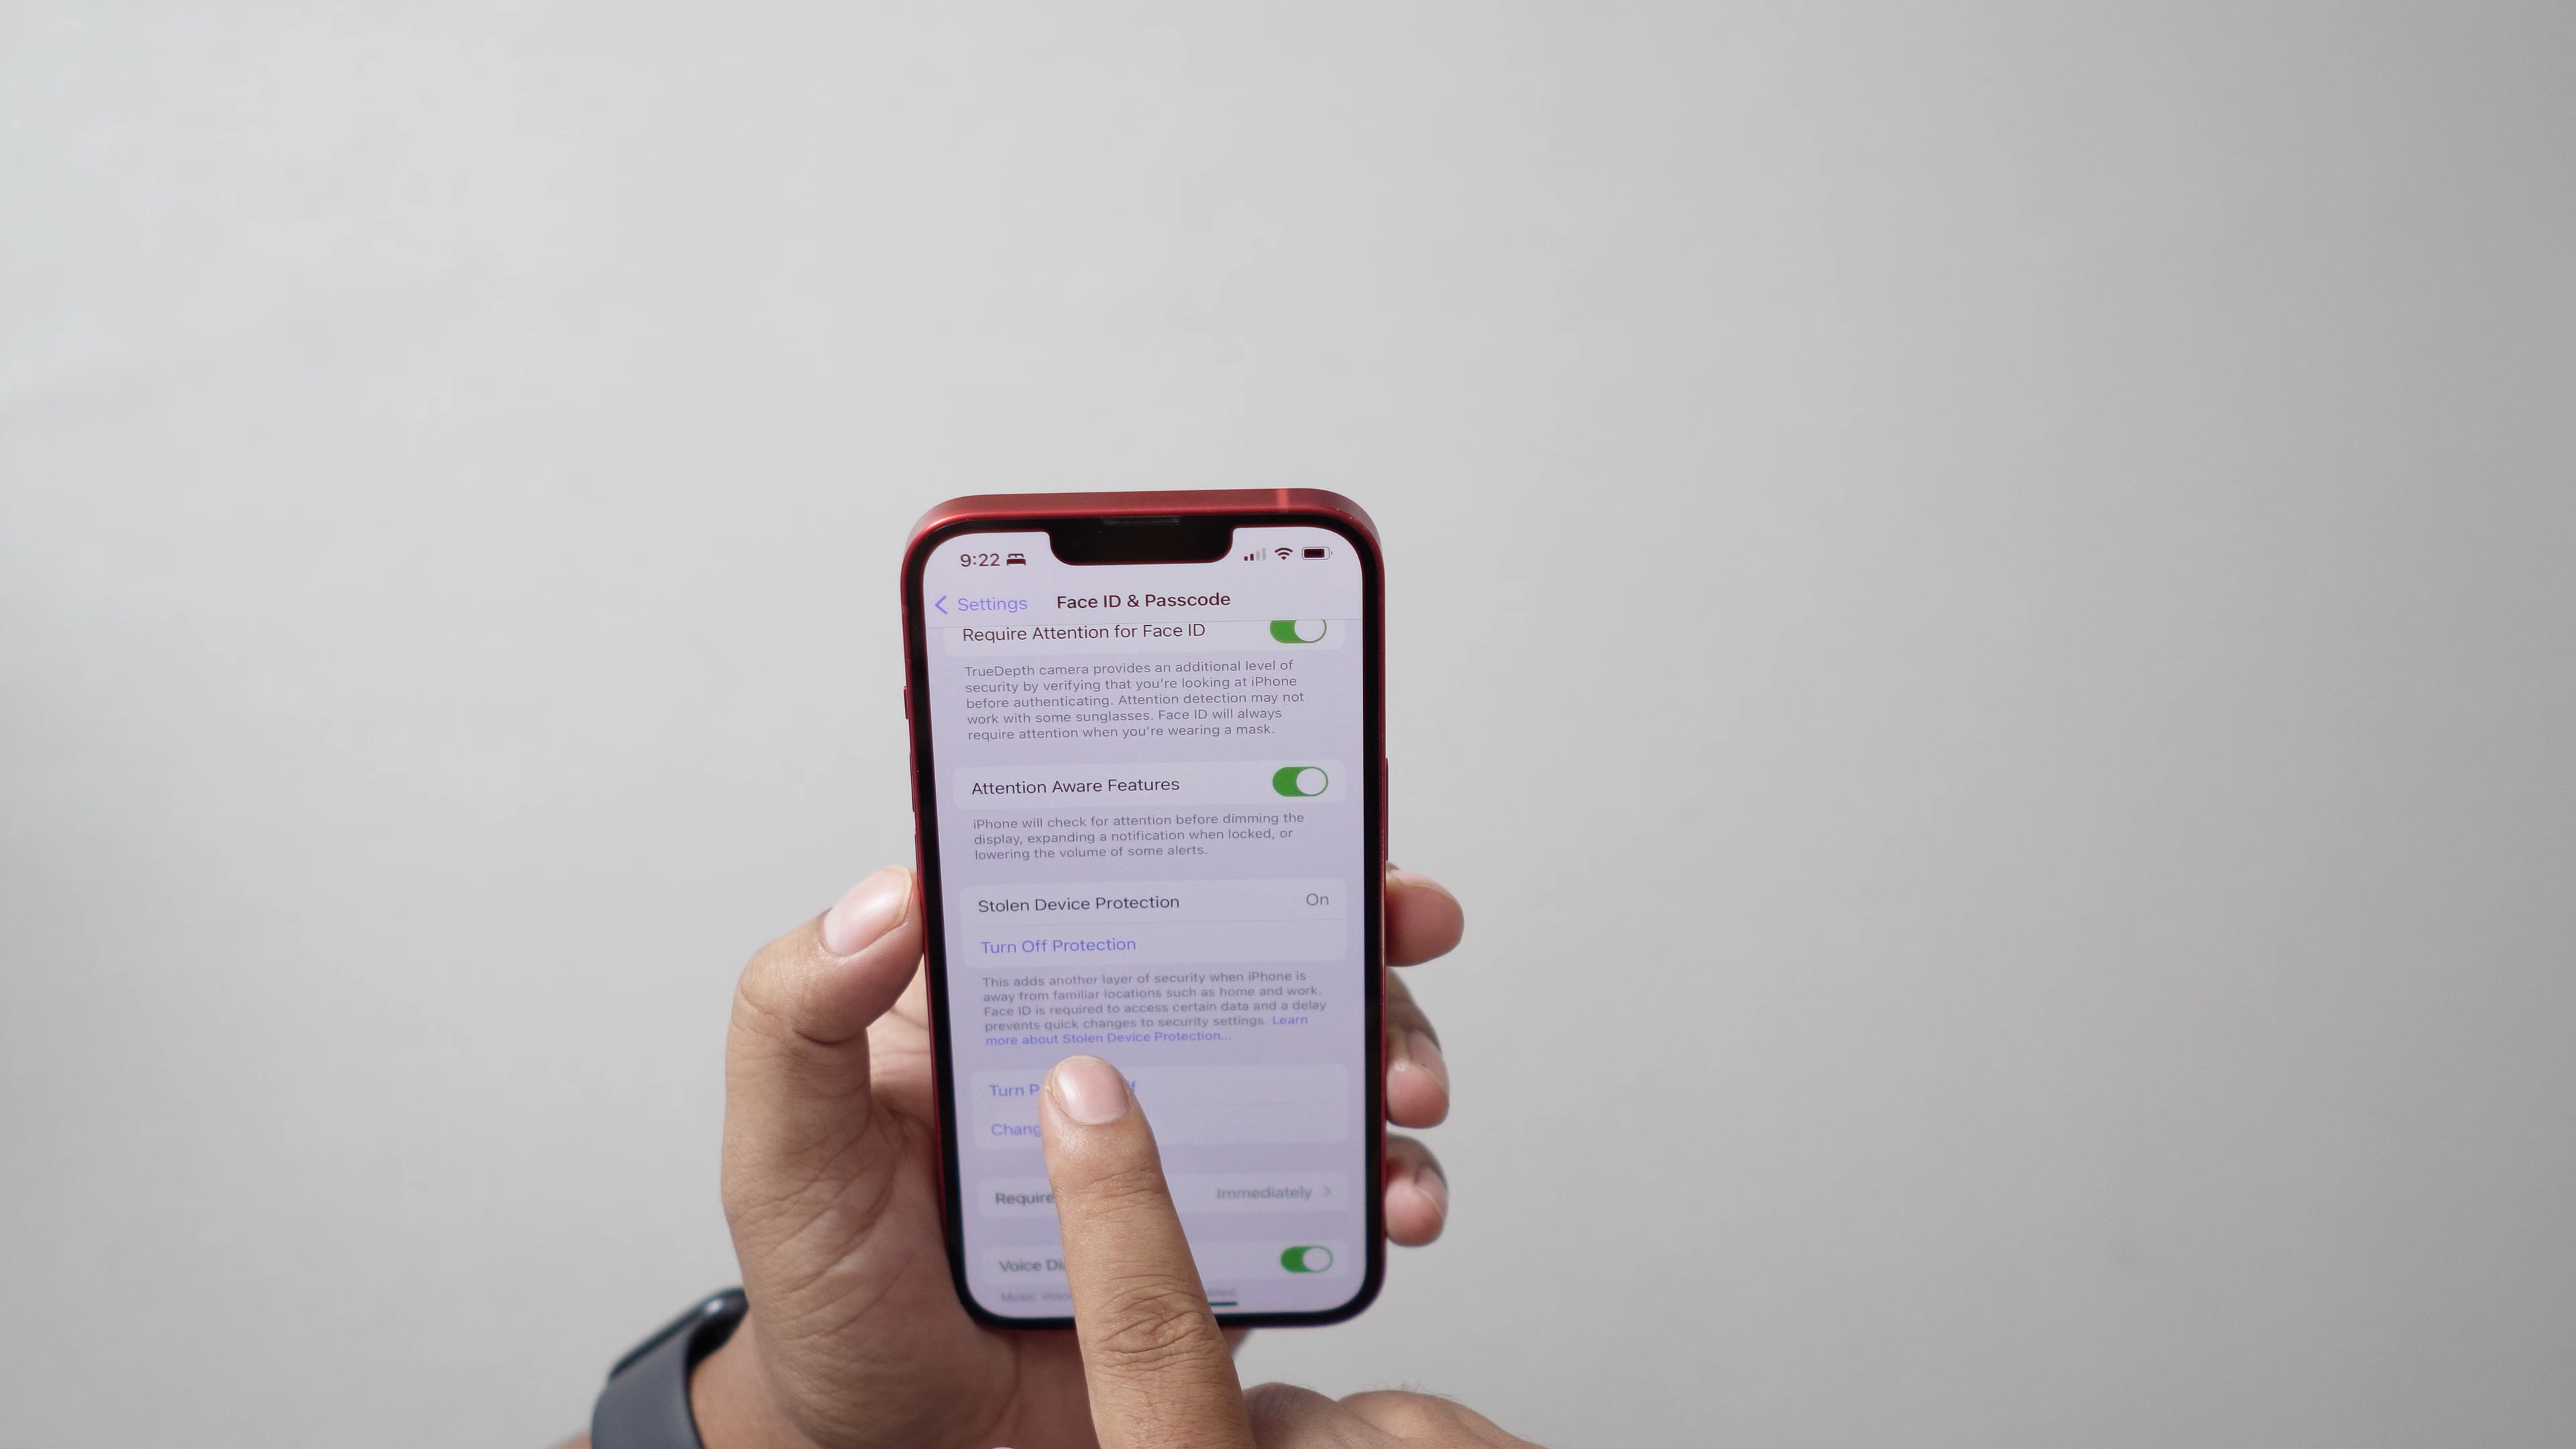 9:22
Settings
Face ID & Passcode
Require Attention for Face ID
TrueDepth camera provides an additional level of
security by verifying that you're looking at iPhone
before authenticating. Attention detection may not
work with some sunglasses. Face ID will always
require attention when you're wearing a mask.
Attention Aware Features
iPhone will check for attention before dimming the
display, expanding a notification when locked, or
lowering the volume of some alerts.
Stolen Device Protection On
Turn Off Protection
This adds another layer of security when iPhone is
away from familiar locations such as home and work.
Face ID is required to access certain data and a delay
prevents quick changes to security settings. Learn
more about Stolen Device Protection...
Turn
Require Immediately
Voice
Music